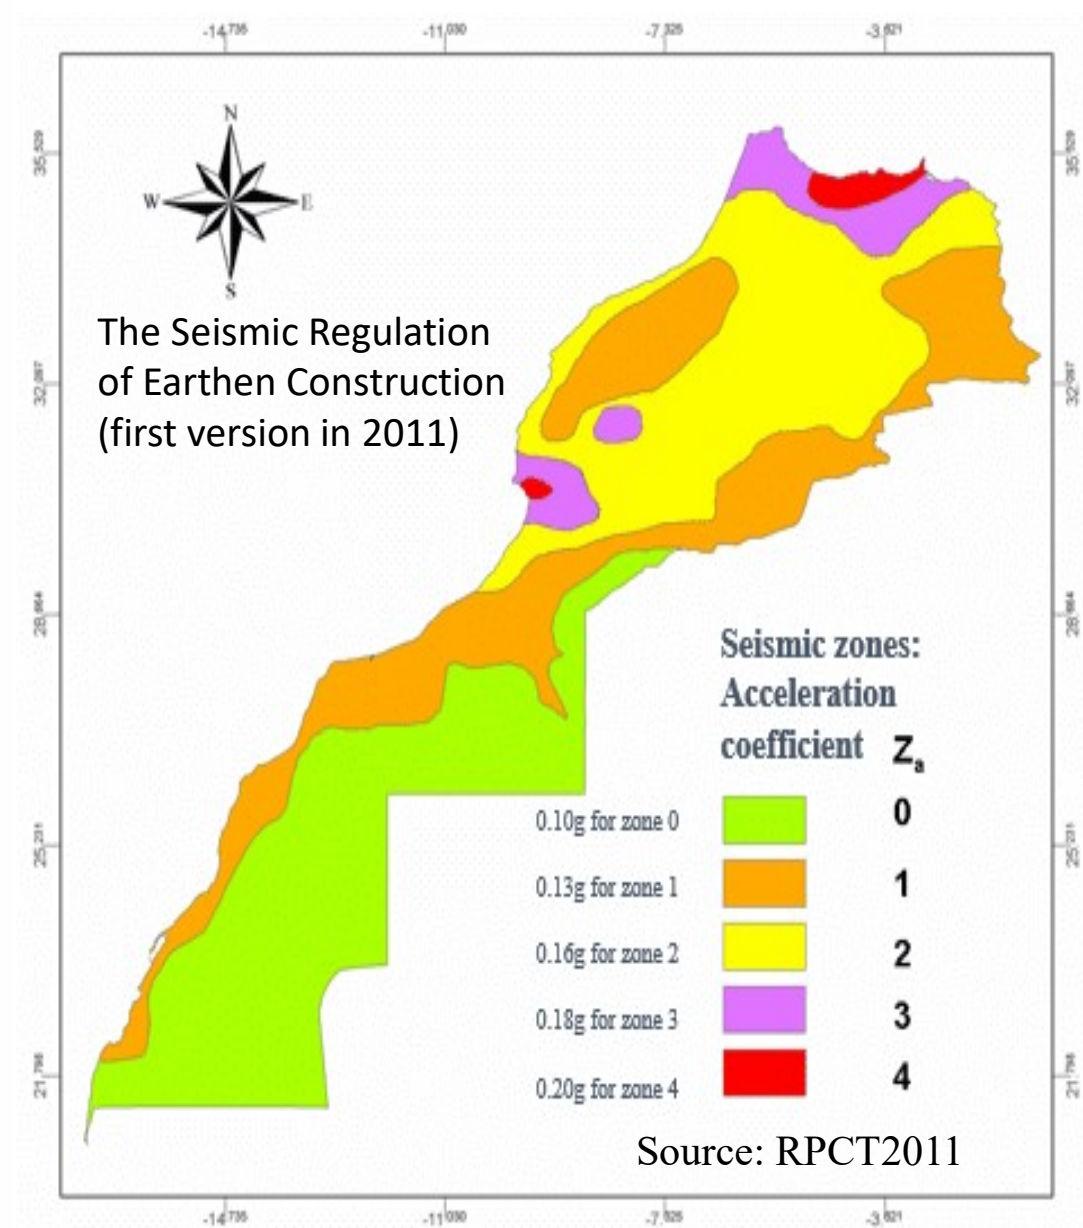 -14,735 -11,030 -7,325 -3,621
N
W E
S
35,529 35,529
The Seismic Regulation
of Earthen Construction
(first version in 2011)
32,097 32,097
28,664 28,664
Seismic zones:
Acceleration
coefficient Za
0.10g for zone 0 0
0.13g for zone 1 1
0.16g for zone 2 2
0.18g for zone 3 3
0.20g for zone 4 4
25,231 25,231
21,798 21,798
Source: RPCT2011
-14,735 -11,030 -7,325 -3,621